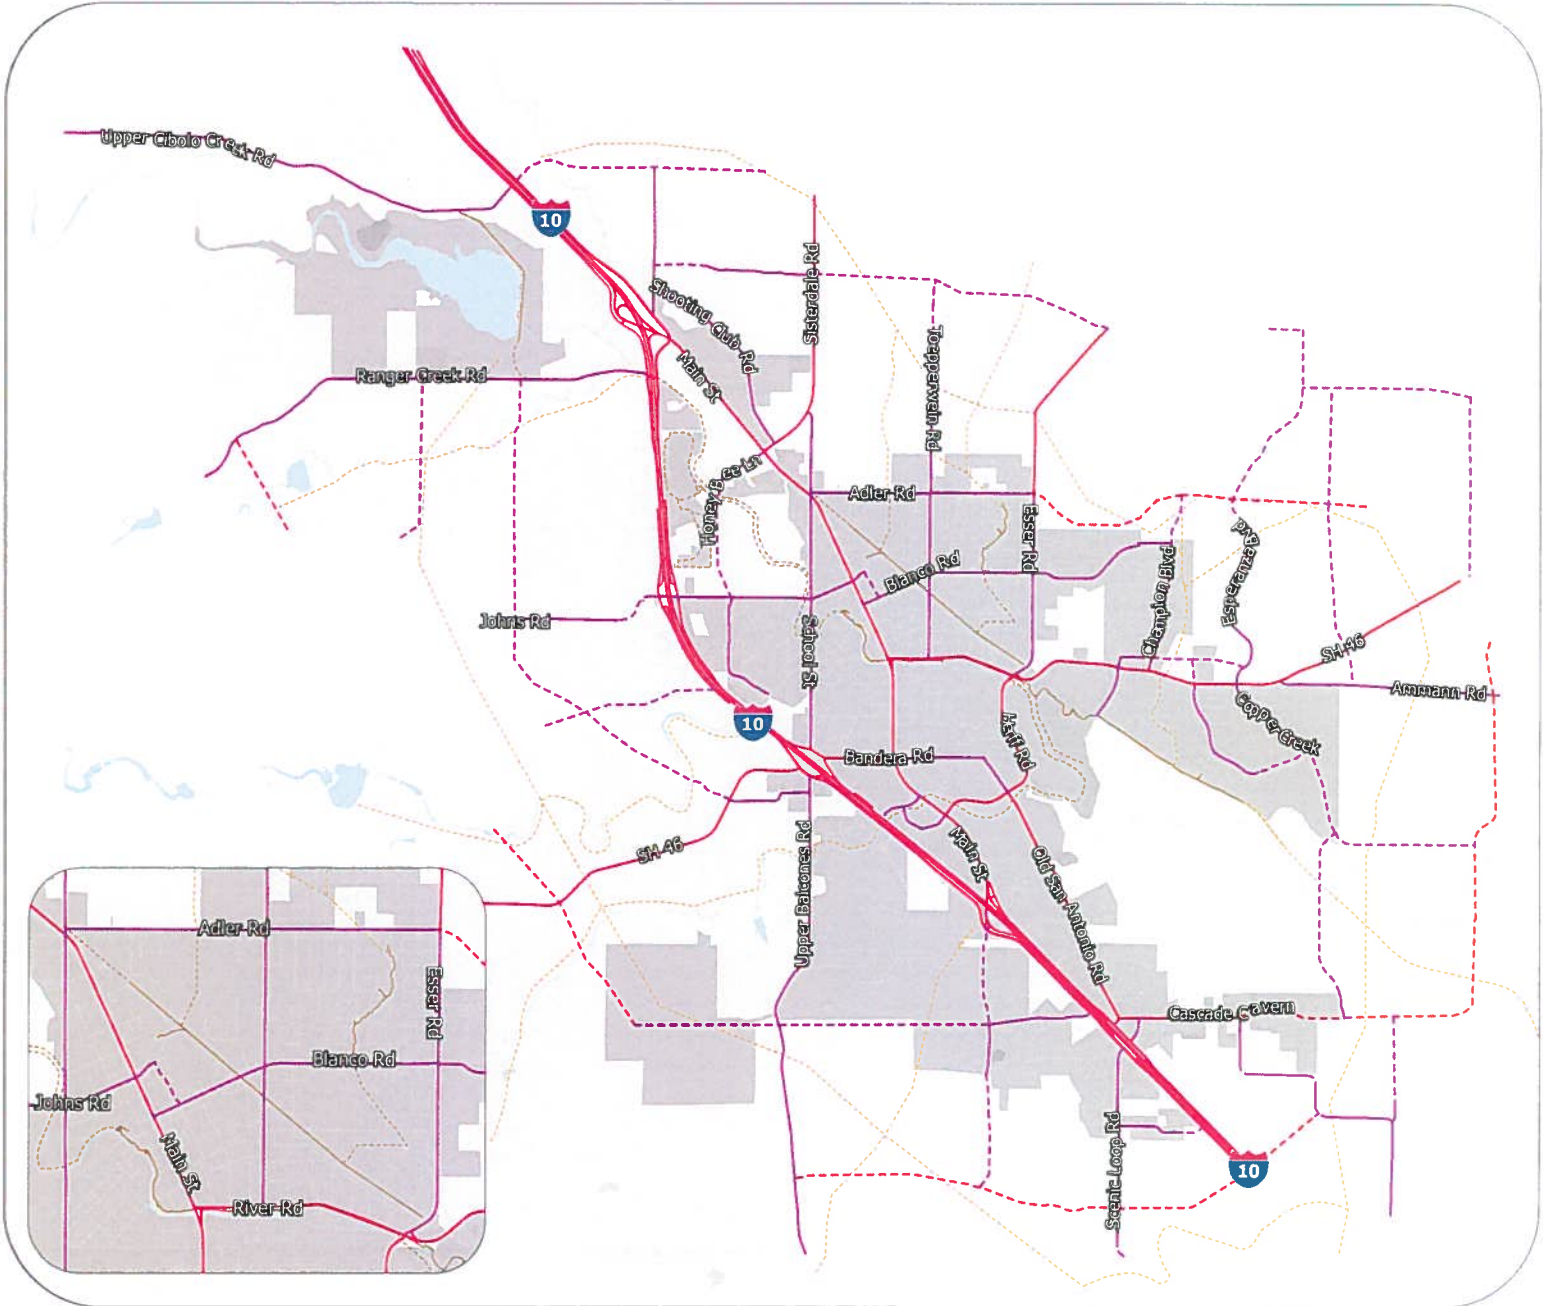 Upper Cibolo Creek Rd
10
Sisterdale Rd
Shooting Club Rd
Main St
Toepperwein Rd
Ranger Creek Rd
Honey Bee Ln
Adler Rd
Esser Rd
Blanco Rd
Champion Blvd
Esperanza Blvd
Johns Rd
School St
SH-46
Ammann Rd
10
Herff Rd
Copper Creek
Bandera Rd
SH-46
Upper Balcones Rd
Main St
Old San Antonio Rd
Cascade Cavern
Scenic Loop Rd
10
Adler Rd
Esser Rd
Blanco Rd
Johns Rd
Main St
River Rd